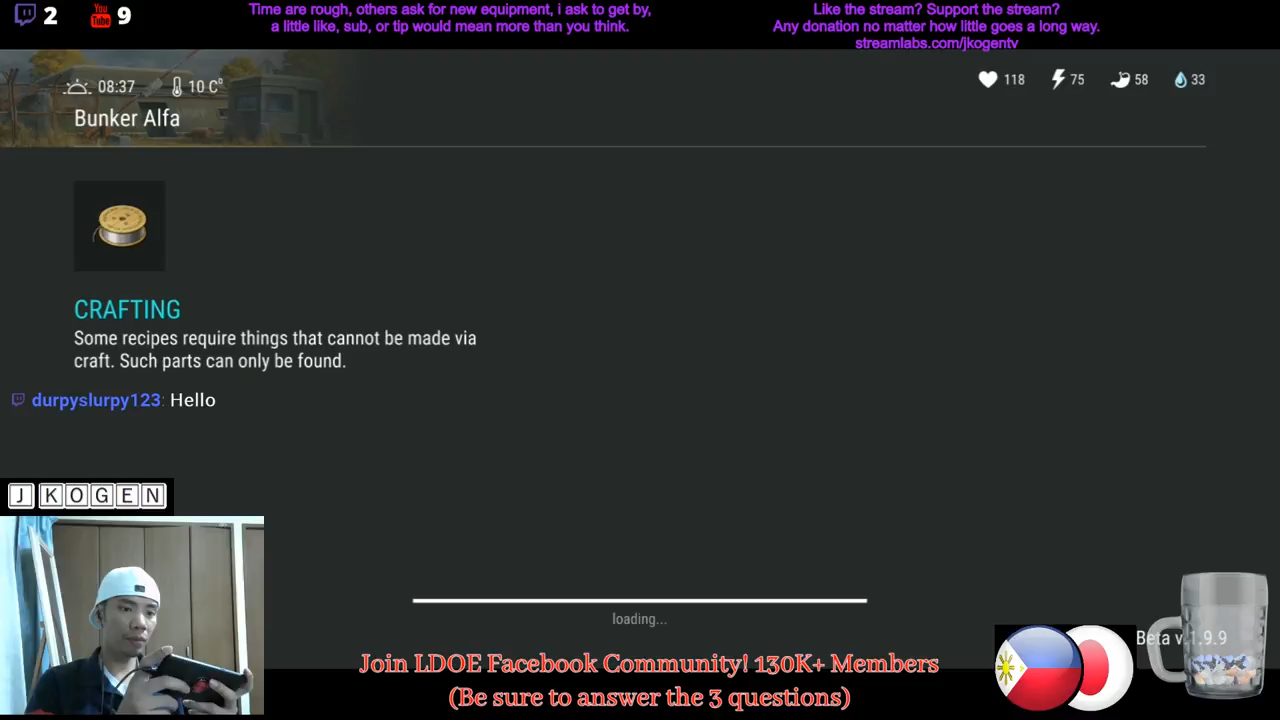 2 You Tube 9
Time are rough, others ask for new equipment, i ask to get by,
a little like, sub, or tip would mean more than you think.
Like the stream? Support the stream?
Any donation no matter how little goes a long way.
streamlabs.com/jkogentv
08:37 10 C°
118 75 58 33
Bunker Alfa
CRAFTING
Some recipes require things that cannot be made via
craft. Such parts can only be found.
durpyslurpy123: Hello
J KOGEN
loading...
Beta v.1.9.9
Join LDOE Facebook Community! 130K+ Members
(Be sure to answer the 3 questions)